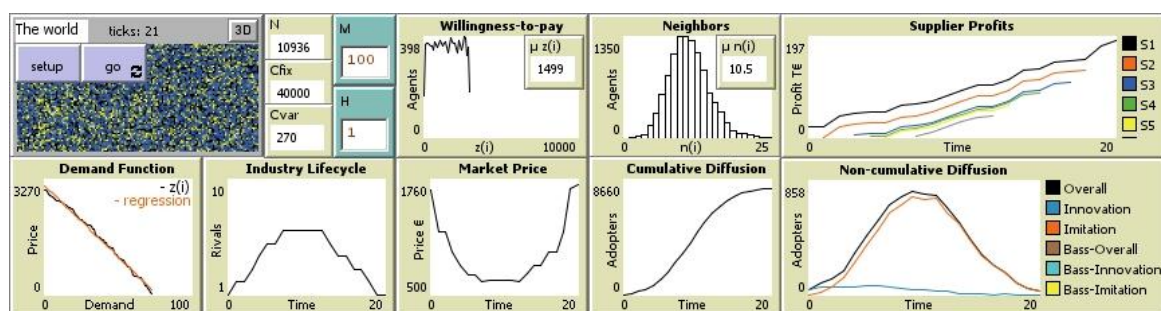 The world
ticks: 21
3D
setup
go
N
10936
Cfix
40000
Cvar
270
M
100
H
1
Willingness-to-pay
398
Agents
0
0
z(i)
10000
µ z(i)
1499
Neighbors
1350
Agents
0
0
n(i)
25
µ n(i)
10.5
Supplier Profits
197
Profit T€
0
0
Time
20
S1
S2
S3
S4
S5
Demand Function
3270
Price
0
0
Demand
100
- z(i)
- regression
Industry Lifecycle
10
Rivals
1
0
Time
20
Market Price
1760
Price €
500
0
Time
20
Cumulative Diffusion
8660
Adopters
0
0
Time
20
Non-cumulative Diffusion
858
Adopters
0
0
Time
20
Overall
Innovation
Imitation
Bass-Overall
Bass-Innovation
Bass-Imitation